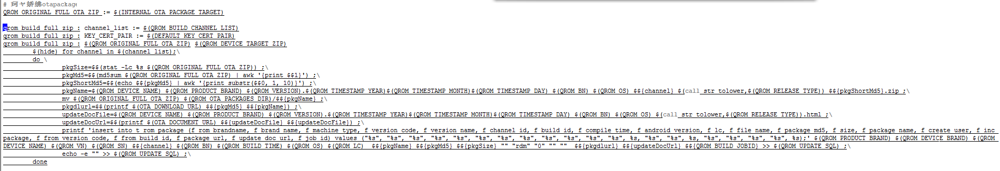 # 珂ヤ娇绋otapackage
QROM_ORIGINAL_FULL_OTA_ZIP := $(INTERNAL_OTA_PACKAGE_TARGET)
qrom_build_full_zip : channel_list := $(QROM_BUILD_CHANNEL_LIST)
qrom_build_full_zip : KEY_CERT_PAIR := $(DEFAULT_KEY_CERT_PAIR)
qrom_build_full_zip : $(QROM_ORIGINAL_FULL_OTA_ZIP) $(QROM_DEVICE_TARGET_ZIP)
$(hide) for channel in $(channel_list);\
do \
pkgSize=$$(stat -Lc %s $(QROM_ORIGINAL_FULL_OTA_ZIP)) ;\
pkgMd5=$$(md5sum $(QROM_ORIGINAL_FULL_OTA_ZIP) | awk '{print $$1}') ;\
pkgShortMd5=$$(echo $${pkgMd5} | awk '{print substr($$0, 1, 10)}') ;\
pkgName=$(QROM_DEVICE_NAME)_$(QROM_PRODUCT_BRAND)_$(QROM_VERSION).$(QROM_TIMESTAMP_YEAR)$(QROM_TIMESTAMP_MONTH)$(QROM_TIMESTAMP_DAY)_$(QROM_BN)_$(QROM_OS)_$${channel}_$(call _str_tolower,$(QROM_RELEASE_TYPE))_$${pkgShortMd5}.zip ;\
mv $(QROM_ORIGINAL_FULL_OTA_ZIP) $(QROM_OTA_PACKAGES_DIR)/$${pkgName} ;\
pkgdlurl=$$(printf $(OTA_DOWNLOAD_URL) $${pkgMd5} $${pkgName}) ;\
updateDocFile=$(QROM_DEVICE_NAME)_$(QROM_PRODUCT_BRAND)_$(QROM_VERSION).$(QROM_TIMESTAMP_YEAR)$(QROM_TIMESTAMP_MONTH)$(QROM_TIMESTAMP_DAY)_$(QROM_BN)_$(QROM_OS)_$(call _str_tolower,$(QROM_RELEASE_TYPE)).html ;\
updateDocUrl=$$(printf $(OTA_DOCUMENT_URL) $${updateDocFile} $${updateDocFile}) ;\
printf 'insert into t_rom_package (f_rom_brandname, f_brand_name, f_machine_type, f_version_code, f_version_name, f_channel_id, f_build_id, f_compile_time, f_android_version, f_lc, f_file_name, f_package_md5, f_size, f_package_name, f_create_user, f_inc_
package, f_from_version_code, f_from_build_id, f_package_url, f_update_doc_url, f_job_id) values ("%s", "%s", "%s", "%s", "%s", "%s", "%s", "%s", "%s", "%s", "%s", "%s", %s, "%s", "%s", %s, "%s", "%s", "%s", "%s", %s);' $(QROM_PRODUCT_BRAND) $(QROM_DEVICE_BRAND) $(QROM_
DEVICE_NAME) $(QROM_VN) $(QROM_SN) $${channel} $(QROM_BN) $(QROM_BUILD_TIME) $(QROM_OS) $(QROM_LC)  $${pkgName} $${pkgMd5} $${pkgSize} "" "rdm" "0" "" ""  $${pkgdlurl} $${updateDocUrl} $${QROM_BUILD_JOBID} >> $(QROM_UPDATE_SQL) ;\
echo -e "" >> $(QROM_UPDATE_SQL) ;\
done